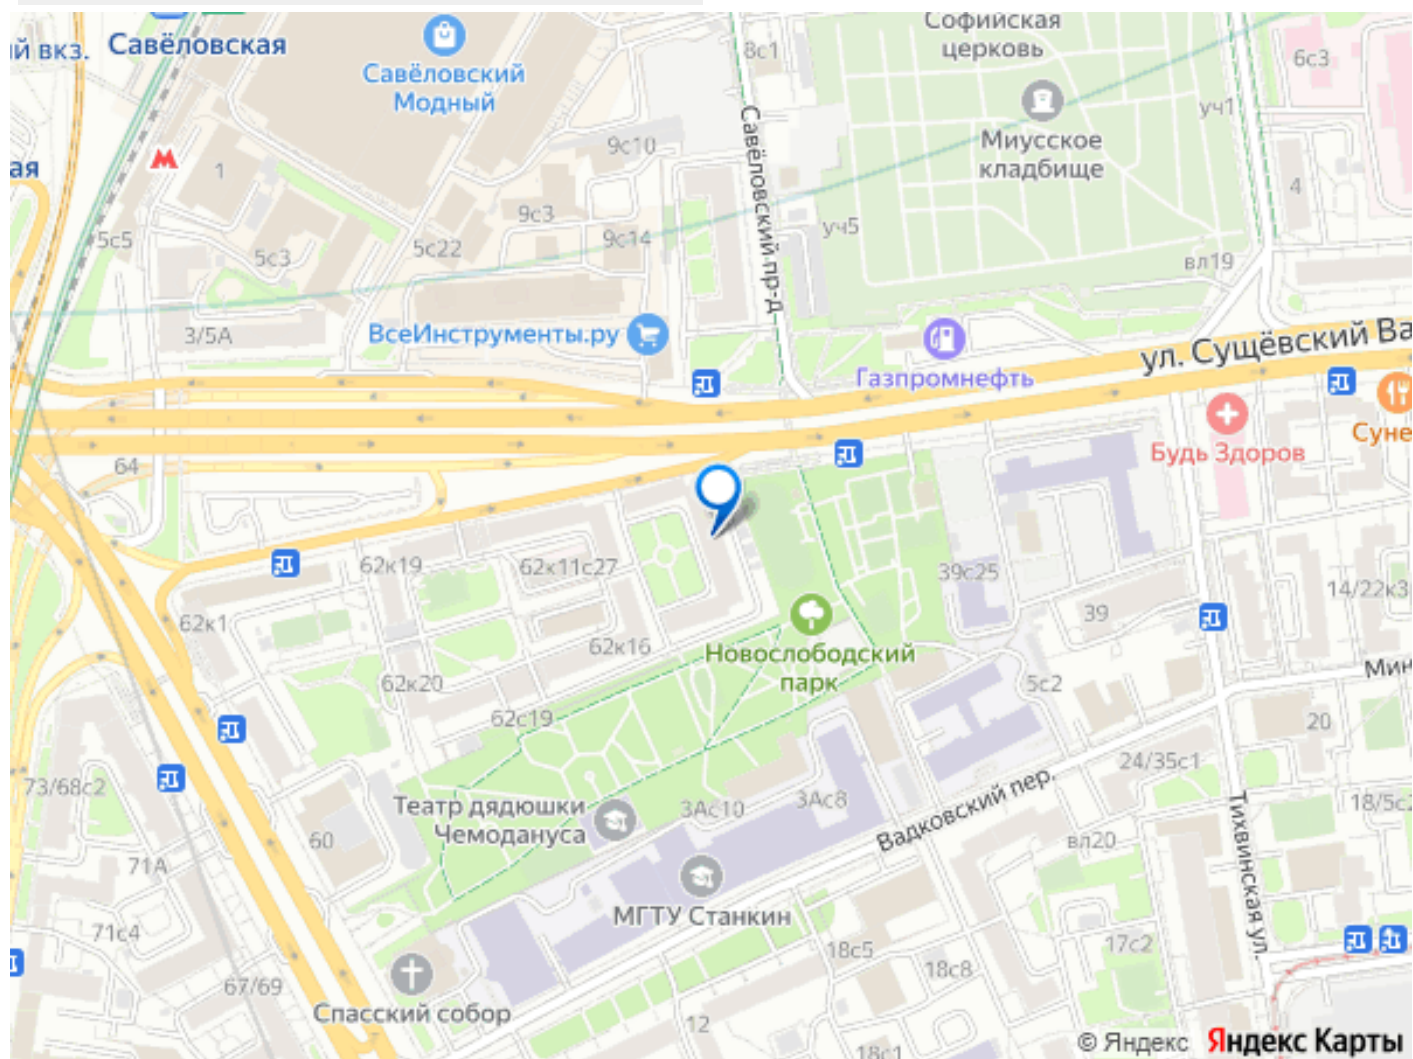 Софийская
церковь
й вкз.
Савёловская
8с1
6с3
Савёловский
Модный
уч1
Миусское
кладбище
9с10
Савёловский пр-д
ая
1
4
9с3
уч5
5с5
5с22
9с14
5с3
вл19
3/5А
ВсеИнструменты.ру
ул. Сущёвский Ва
Газпромнефть
Суне
Будь Здоров
64
62к19
62к11с27
39с25
14/22к3
39
62к1
62к16
Новослободский
парк
Мин
62к20
5с2
62с19
20
24/35с1
73/68с2
Театр дядюшки
Чемодануса
3Ас10
3Ас8
18/5с2
Вадковский пер.
Тихвинская ул.
60
вл20
71А
МГТУ Станкин
71с4
17с2
18с5
18с8
67/69
Спасский собор
12
18с1
© Яндекс Яндекс Карты